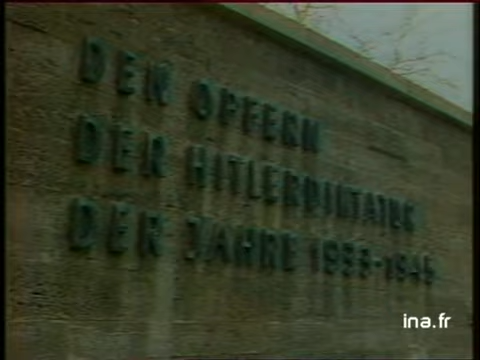 DEN OPFERN
DER HITLERDIKTATUR
DER JAHRE 1933-1945
ina.fr